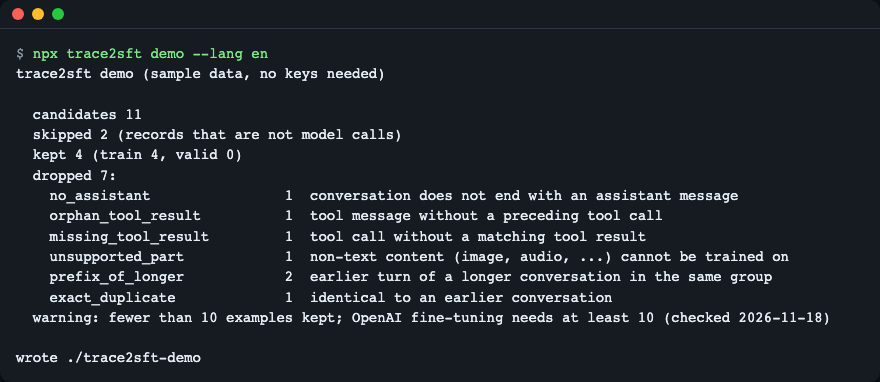 $ npx trace2sft demo --lang en
trace2sft demo (sample data, no keys needed)
candidates 11
skipped 2 (records that are not model calls)
kept 4 (train 4, valid 0)
dropped 7:
no_assistant 1 conversation does not end with an assistant message
orphan_tool_result 1 tool message without a preceding tool call
missing_tool_result 1 tool call without a matching tool result
unsupported_part 1 non-text content (image, audio, ...) cannot be trained on
prefix_of_longer 2 earlier turn of a longer conversation in the same group
exact_duplicate 1 identical to an earlier conversation
warning: fewer than 10 examples kept; OpenAI fine-tuning needs at least 10 (checked 2026-11-18)
wrote ./trace2sft-demo